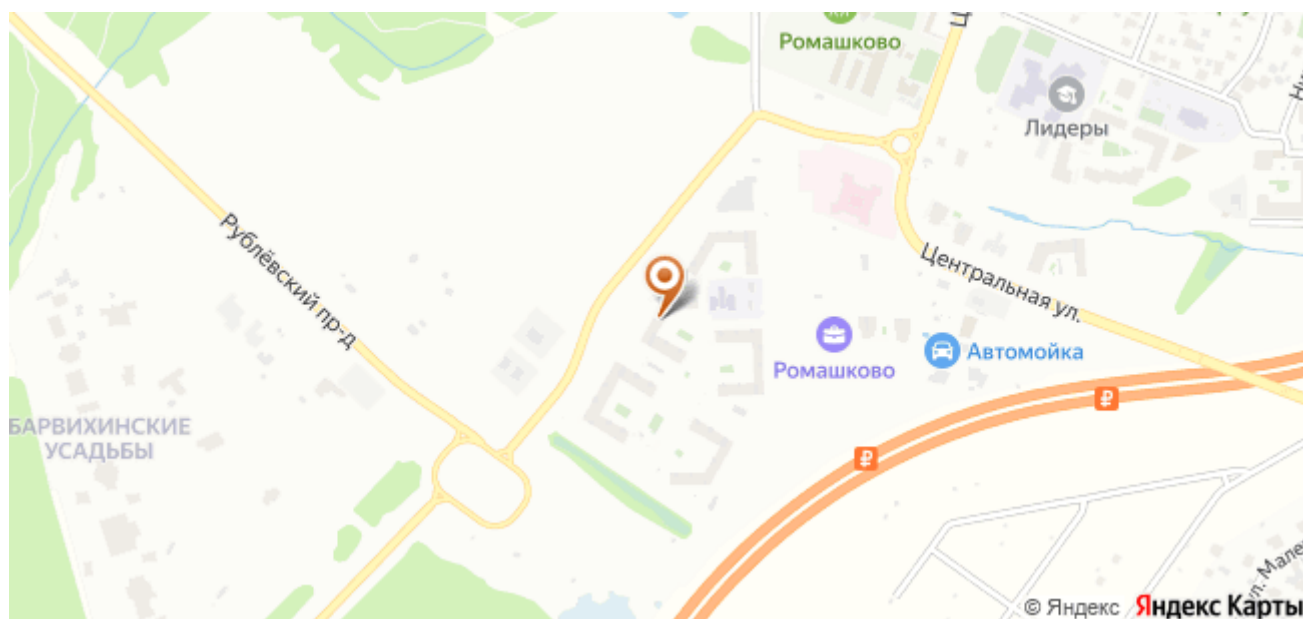 Ромашково
Лидеры
Рублёвский пр-д
Центральная ул.
Ромашково
Автомойка
₽
₽
БАРВИХИНСКИЕ
УСАДЬБЫ
© Яндекс Яндекс Карты